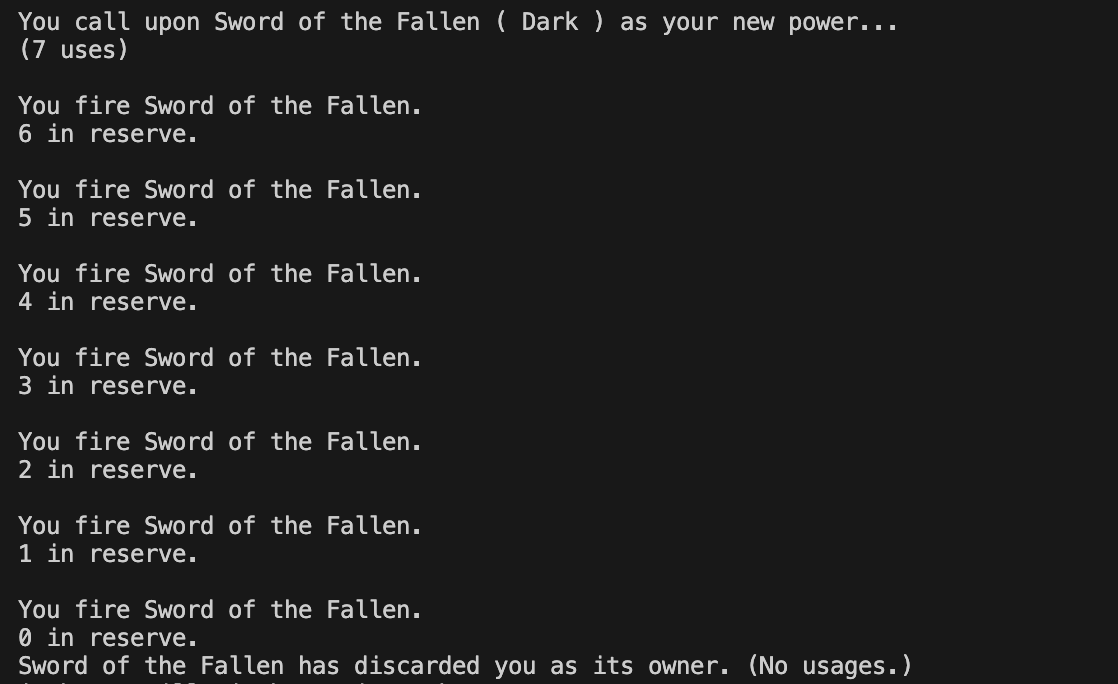 You call upon Sword of the Fallen ( Dark ) as your new power...
(7 uses)
You fire Sword of the Fallen.
6 in reserve.
You fire Sword of the Fallen.
5 in reserve.
You fire Sword of the Fallen.
4 in reserve.
You fire Sword of the Fallen.
3 in reserve.
You fire Sword of the Fallen.
2 in reserve.
You fire Sword of the Fallen.
1 in reserve.
You fire Sword of the Fallen.
0 in reserve.
Sword of the Fallen has discarded you as its owner. (No usages.)